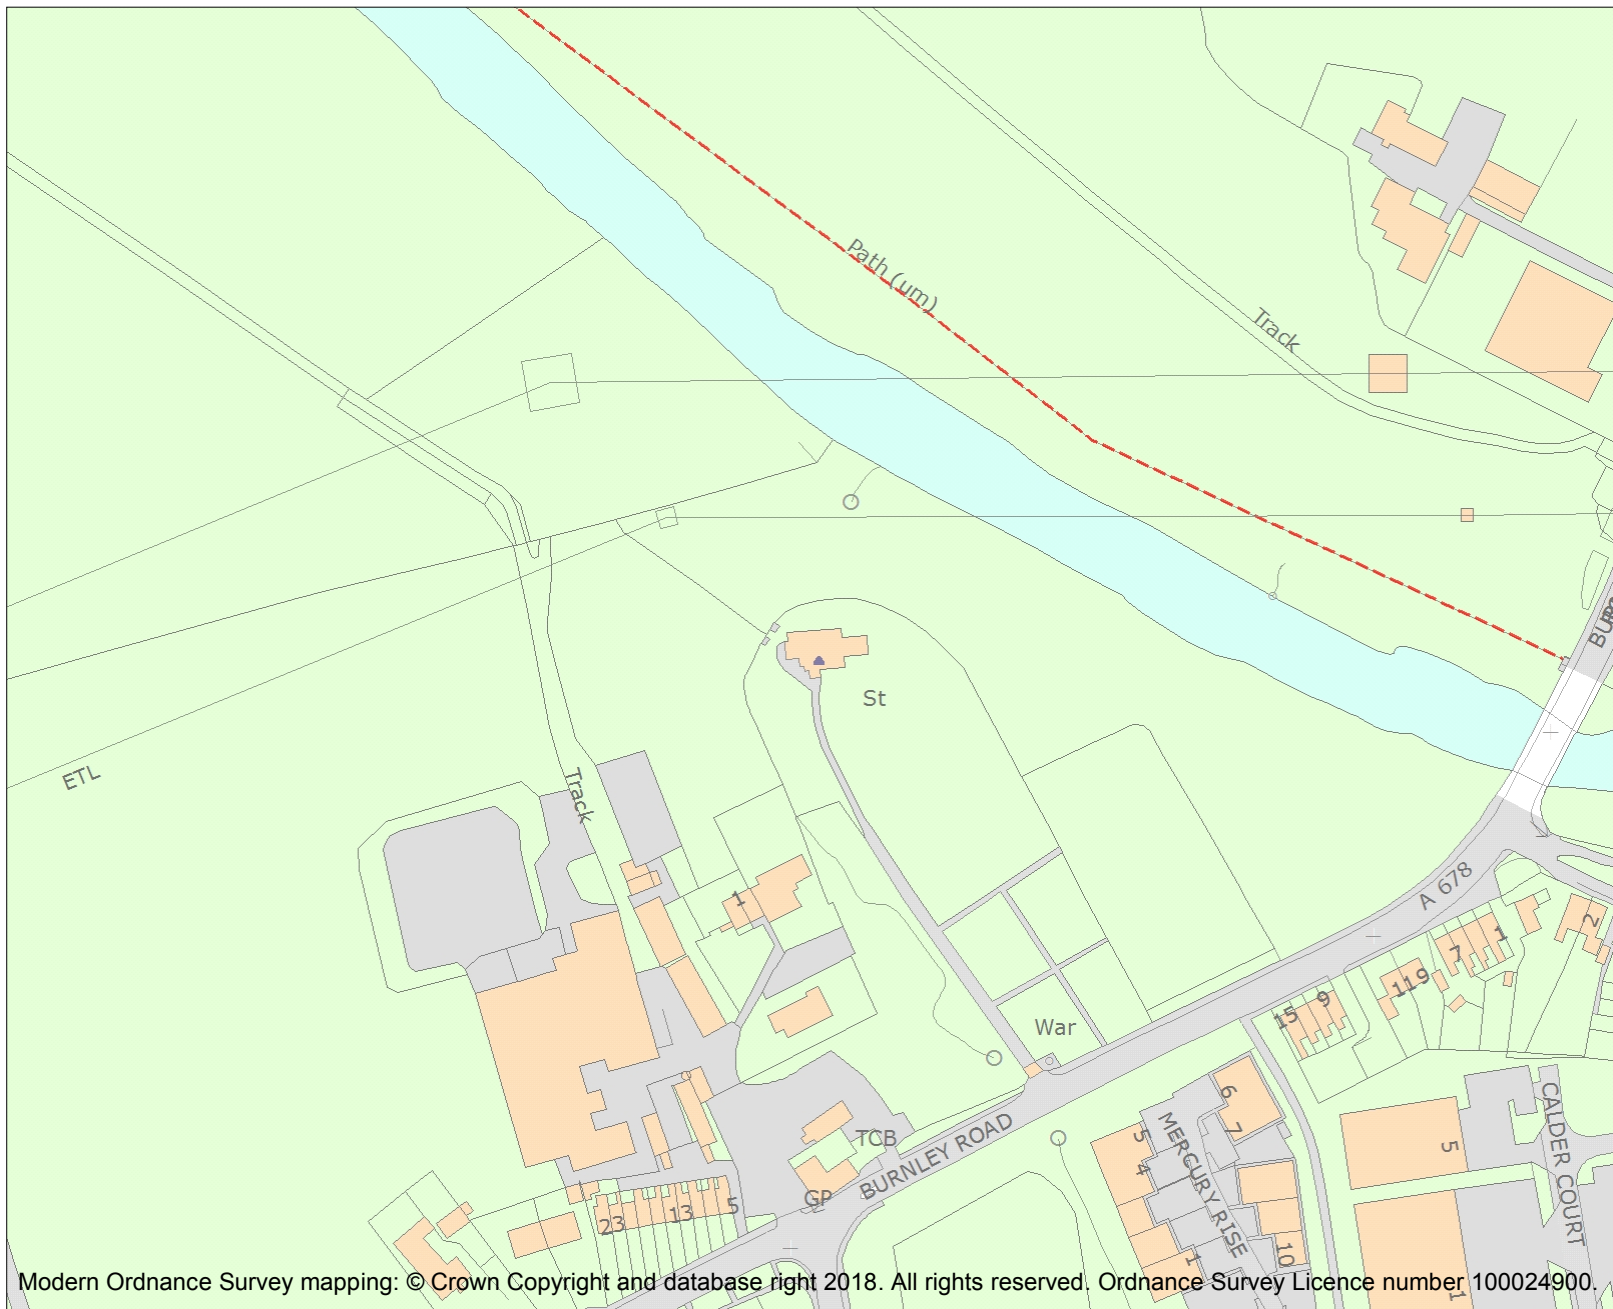 Path (um)
Track
St
ETL
Track
1
A 678
2
1
7
119
9
15
War
6
7
TCB
BURNLEY ROAD
GP
5
4
MERCURY RISE
5
CALDER COURT
5
13
23
1
10
1
Modern Ordnance Survey mapping: © Crown Copyright and database right 2018. All rights reserved. Ordnance Survey Licence number 100024900.